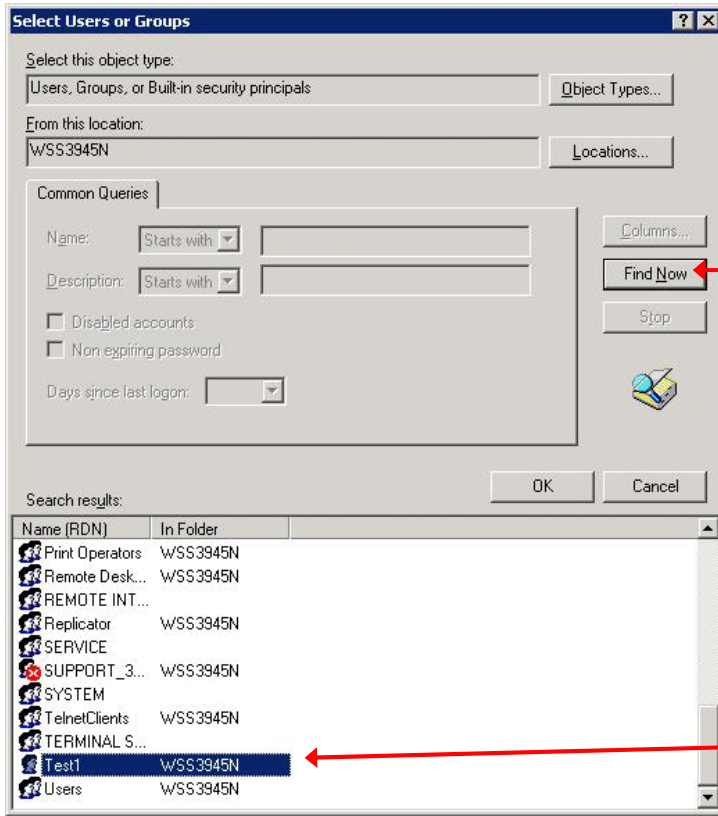 Select Users or Groups
Select this object type:
Users, Groups, or Built-in security principals
Object Types...
From this location:
WSS3945N
Locations...
Common Queries
Name:
Starts with
Columns...
Description:
Starts with
Find Now
Disabled accounts
Stop
Non expiring password
Days since last logon:
OK
Cancel
Search results:
Name (RDN) In Folder
Print Operators WSS3945N
Remote Desk... WSS3945N
REMOTE INT...
Replicator WSS3945N
SERVICE
SUPPORT_3... WSS3945N
SYSTEM
TelnetClients WSS3945N
TERMINAL S...
Test1 WSS3945N
Users WSS3945N